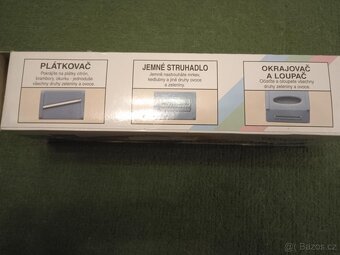 PLÁTKOVAČ
Pokrájíte na plátky citrón,
brambory, okurku - jednoduše
všechny druhy zeleniny a ovoce.
JEMNÉ STRUHADLO
Jemně nastrouháte mrkev,
kedlubny a jiné druhy ovoce
a zeleniny.
OKRAJOVAČ
A LOUPAČ
Očistíte a oloupete všechny
druhy zeleniny a ovoce.
Bazos.cz